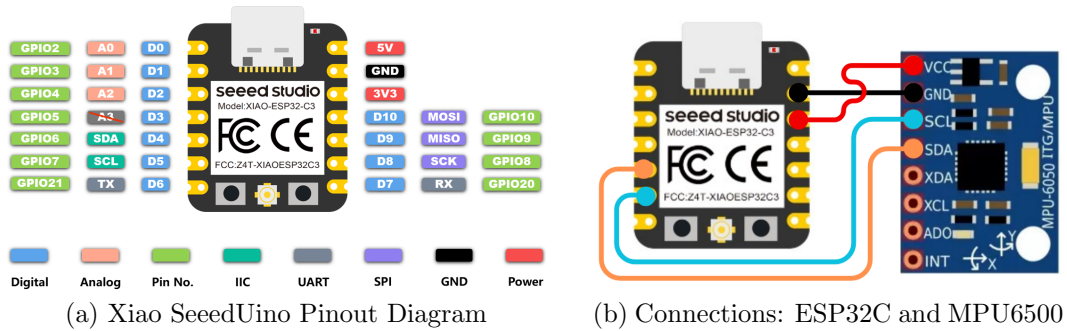 GPIO2 A0 D0 5V
GPIO3 A1 D1 GND
GPIO4 A2 D2 3V3
GPIO5 A3 D3 D10 MOSI GPIO10
GPIO6 SDA D4 D9 MISO GPIO9
GPIO7 SCL D5 D8 SCK GPIO8
GPIO21 TX D6 D7 RX GPIO20
seeed studio
Model:XIAO-ESP32-C3
FC CE
FCC:Z4T-XIAOESP32C3
Digital Analog Pin No. IIC UART SPI GND Power
(a) Xiao SeeedUino Pinout Diagram
seeed studio
Model:XIAO-ESP32-C3
FC CE
FCC:Z4T-XIAOESP32C3
VCC
GND
SCL
SDA
XDA
XCL
ADO
INT
MPU-6050 ITG/MPU
Y
X
(b) Connections: ESP32C and MPU6500